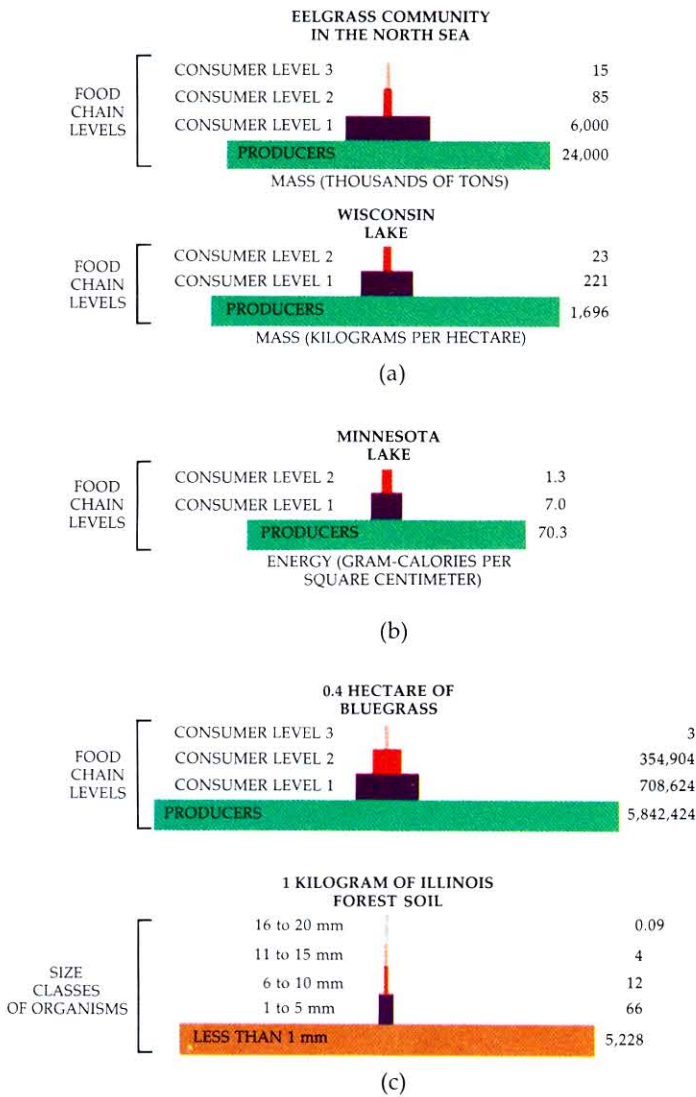 EELGRASS COMMUNITY
IN THE NORTH SEA
FOOD
CHAIN
LEVELS
CONSUMER LEVEL 3 15
CONSUMER LEVEL 2 85
CONSUMER LEVEL 1 6,000
PRODUCERS 24,000
MASS (THOUSANDS OF TONS)
WISCONSIN
LAKE
FOOD
CHAIN
LEVELS
CONSUMER LEVEL 2 23
CONSUMER LEVEL 1 221
PRODUCERS 1,696
MASS (KILOGRAMS PER HECTARE)
(a)
MINNESOTA
LAKE
FOOD
CHAIN
LEVELS
CONSUMER LEVEL 2 1.3
CONSUMER LEVEL 1 7.0
PRODUCERS 70.3
ENERGY (GRAM-CALORIES PER
SQUARE CENTIMETER)
(b)
0.4 HECTARE OF
BLUEGRASS
FOOD
CHAIN
LEVELS
CONSUMER LEVEL 3 3
CONSUMER LEVEL 2 354,904
CONSUMER LEVEL 1 708,624
PRODUCERS 5,842,424
1 KILOGRAM OF ILLINOIS
FOREST SOIL
SIZE
CLASSES
OF ORGANISMS
16 to 20 mm 0.09
11 to 15 mm 4
6 to 10 mm 12
1 to 5 mm 66
LESS THAN 1 mm 5,228
(c)